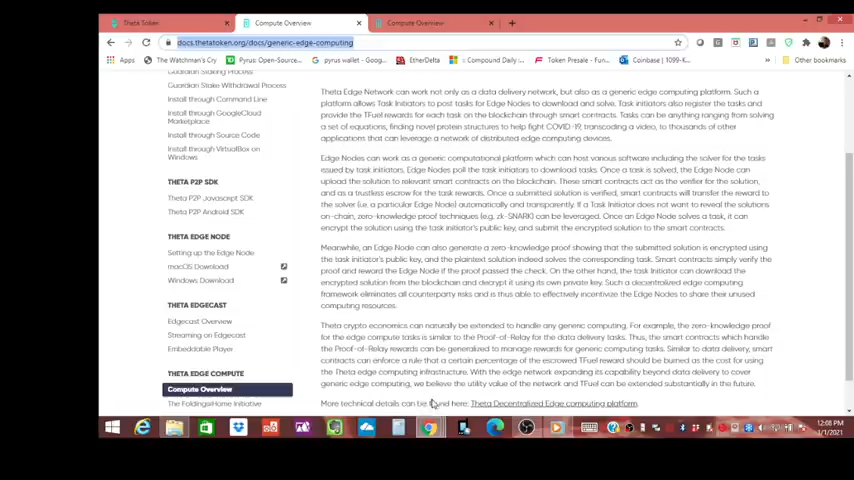 Theta Token
Compute Overview
Compute Overview
docs.thetatoken.org/docs/generic-edge-computing
Apps
The Watchman's Cry
Pyrus Open-Source...
pyrus wallet - Goog...
EtherDelta
Compound Daily :...
Token Presale - Fun...
Coinbase | 1099-K...
Other bookmarks
Guardian Staking Process
Guardian Stake Withdrawal Process
Install through Command Line
Install through GoogleCloud
Marketplace
Install through Source Code
Install through VirtualBox on
Windows
THETA P2P SDK
Theta P2P Javascript SDK
Theta P2P Android SDK
THETA EDGE NODE
Setting up the Edge Node
macOS Download
Windows Download
THETA EDGECAST
Edgecast Overview
Streaming on Edgecast
Embeddable Player
THETA EDGE COMPUTE
Compute Overview
The Folding@Home Initiative
Theta Edge Network can work not only as a data delivery network, but also as a generic edge computing platform. Such a
platform allows Task Initiators to post tasks for Edge Nodes to download and solve. Task initiators also register the tasks and
provide the TFuel rewards for each task on the blockchain through smart contracts. Tasks can be anything ranging from solving
a set of equations, finding novel protein structures to help fight COVID-19, transcoding a video, to thousands of other
applications that can leverage a network of distributed edge computing devices.
Edge Nodes can work as a generic computational platform which can host various software including the solver for the tasks
issued by task initiators. Edge Nodes poll the task initiators to download tasks. Once a task is solved, the Edge Node can
upload the solution to relevant smart contracts on the blockchain. These smart contracts act as the verifier for the solution,
and as a trustless escrow for the task rewards. Once a submitted solution is verified, smart contracts will transfer the reward to
the solver (i.e. a particular Edge Node) automatically and transparently. If a Task Initiator does not want to reveal the solutions
on-chain, zero-knowledge proof techniques (e.g. zk-SNARK) can be leveraged. Once an Edge Node solves a task, it can
encrypt the solution using the task initiator's public key, and submit the encrypted solution to the smart contracts.
Meanwhile, an Edge Node can also generate a zero-knowledge proof showing that the submitted solution is encrypted using
the task initiator's public key, and the plaintext solution indeed solves the corresponding task. Smart contracts simply verify the
proof and reward the Edge Node if the proof passed the check. On the other hand, the task Initiator can download the
encrypted solution from the blockchain and decrypt it using its own private key. Such a decentralized edge computing
framework eliminates all counterparty risks and is thus able to effectively incentivize the Edge Nodes to share their unused
computing resources.
Theta crypto economics can naturally be extended to handle any generic computing. For example, the zero-knowledge proof
for the edge compute tasks is similar to the Proof-of-Relay for the data delivery tasks. Thus, the smart contracts which handle
the Proof-of-Relay rewards can be generalized to manage rewards for generic computing tasks. Similar to data delivery, smart
contracts can enforce a rule that a certain percentage of the escrowed TFuel reward should be burned as the cost for using
the Theta edge computing infrastructure. With the edge network expanding its capability beyond data delivery to cover
generic edge computing, we believe the utility value of the network and TFuel can be extended substantially in the future.
More technical details can be found here: Theta Decentralized Edge computing platform.
12:08 PM
1/1/2021